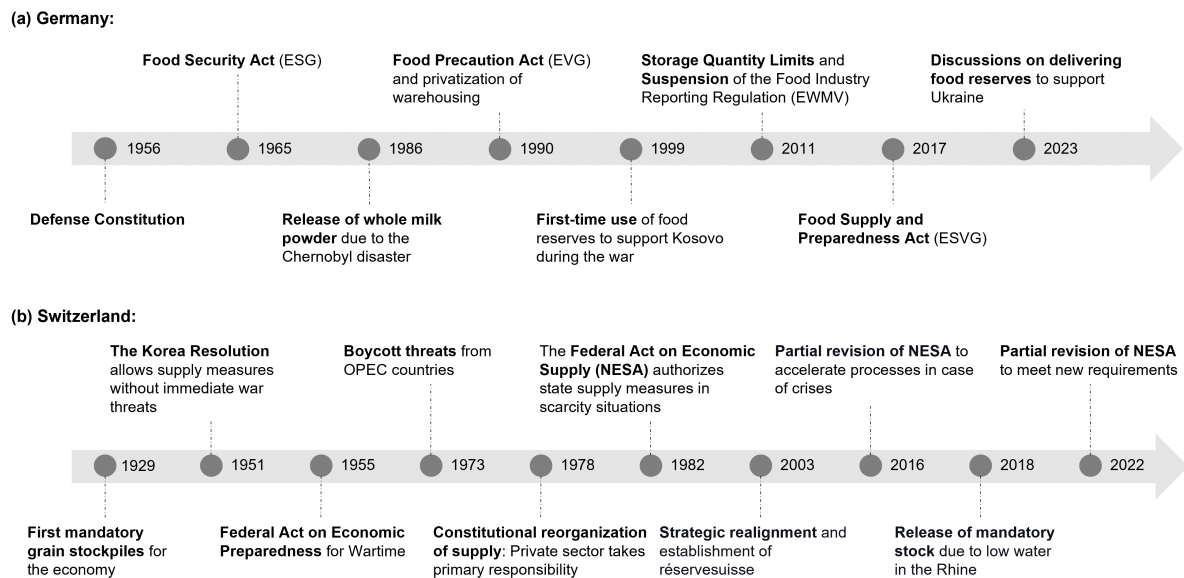 (a) Germany:
Food Security Act (ESG)
Food Precaution Act (EVG)
and privatization of
warehousing
Storage Quantity Limits and
Suspension of the Food Industry
Reporting Regulation (EWMV)
Discussions on delivering
food reserves to support
Ukraine
1956
1965
1986
1990
1999
2011
2017
2023
Defense Constitution
Release of whole milk
powder due to the
Chernobyl disaster
First-time use of food
reserves to support Kosovo
during the war
Food Supply and
Preparedness Act (ESVG)
(b) Switzerland:
The Korea Resolution
allows supply measures
without immediate war
threats
Boycott threats from
OPEC countries
The Federal Act on Economic
Supply (NESA) authorizes
state supply measures in
scarcity situations
Partial revision of NESA to
accelerate processes in case
of crises
Partial revision of NESA
to meet new requirements
1929
1951
1955
1973
1978
1982
2003
2016
2018
2022
First mandatory
grain stockpiles for
the economy
Federal Act on Economic
Preparedness for Wartime
Constitutional reorganization
of supply: Private sector takes
primary responsibility
Strategic realignment and
establishment of
réservesuisse
Release of mandatory
stock due to low water
in the Rhine